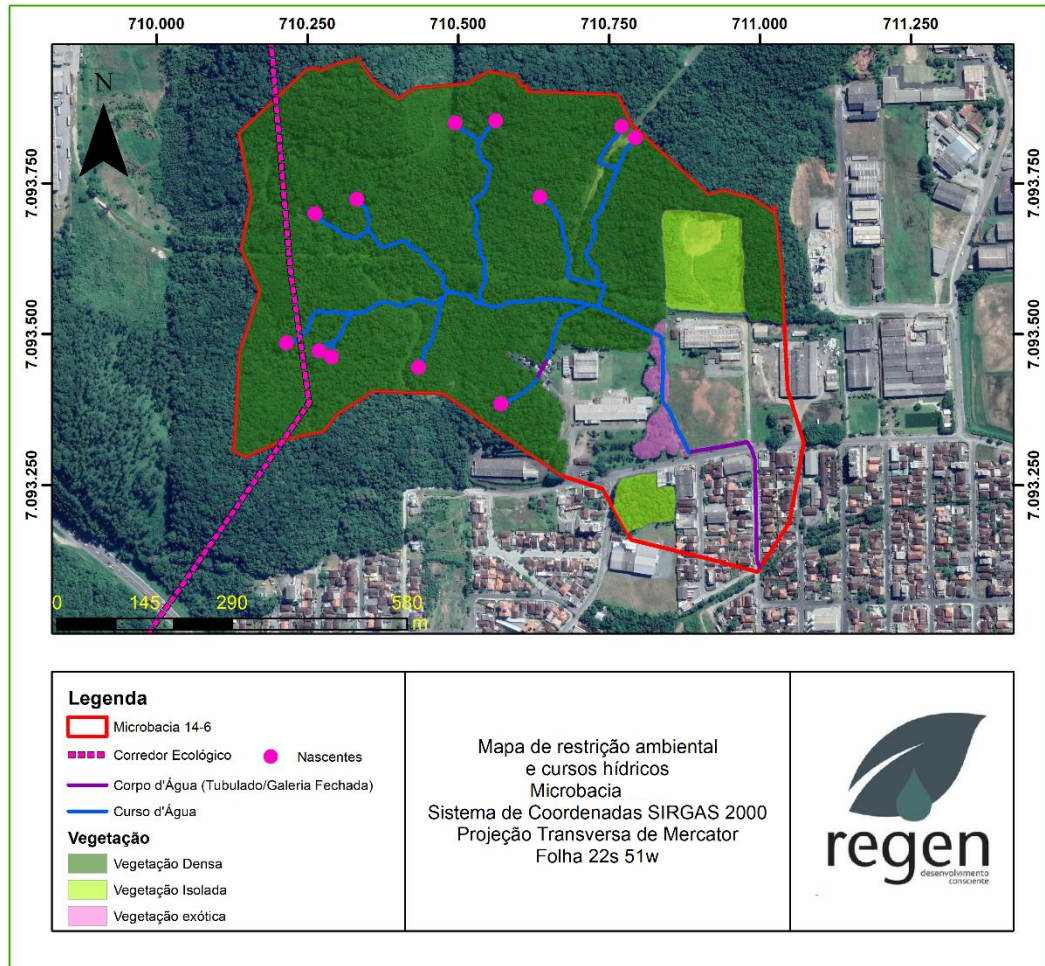 710.000 710.250 710.500 710.750 711.000 711.250
N
7.093.750 7.093.750
7.093.500 7.093.500
7.093.250 7.093.250
0 145 290 580
m
Legenda
Microbacia 14-6
Corredor Ecológico Nascentes
Corpo d'Água (Tubulado/Galeria Fechada)
Curso d'Água
Vegetação
Vegetação Densa
Vegetação Isolada
Vegetação exótica
Mapa de restrição ambiental
e cursos hídricos
Microbacia
Sistema de Coordenadas SIRGAS 2000
Projeção Transversa de Mercator
Folha 22s 51w
regen
desenvolvimento
consciente